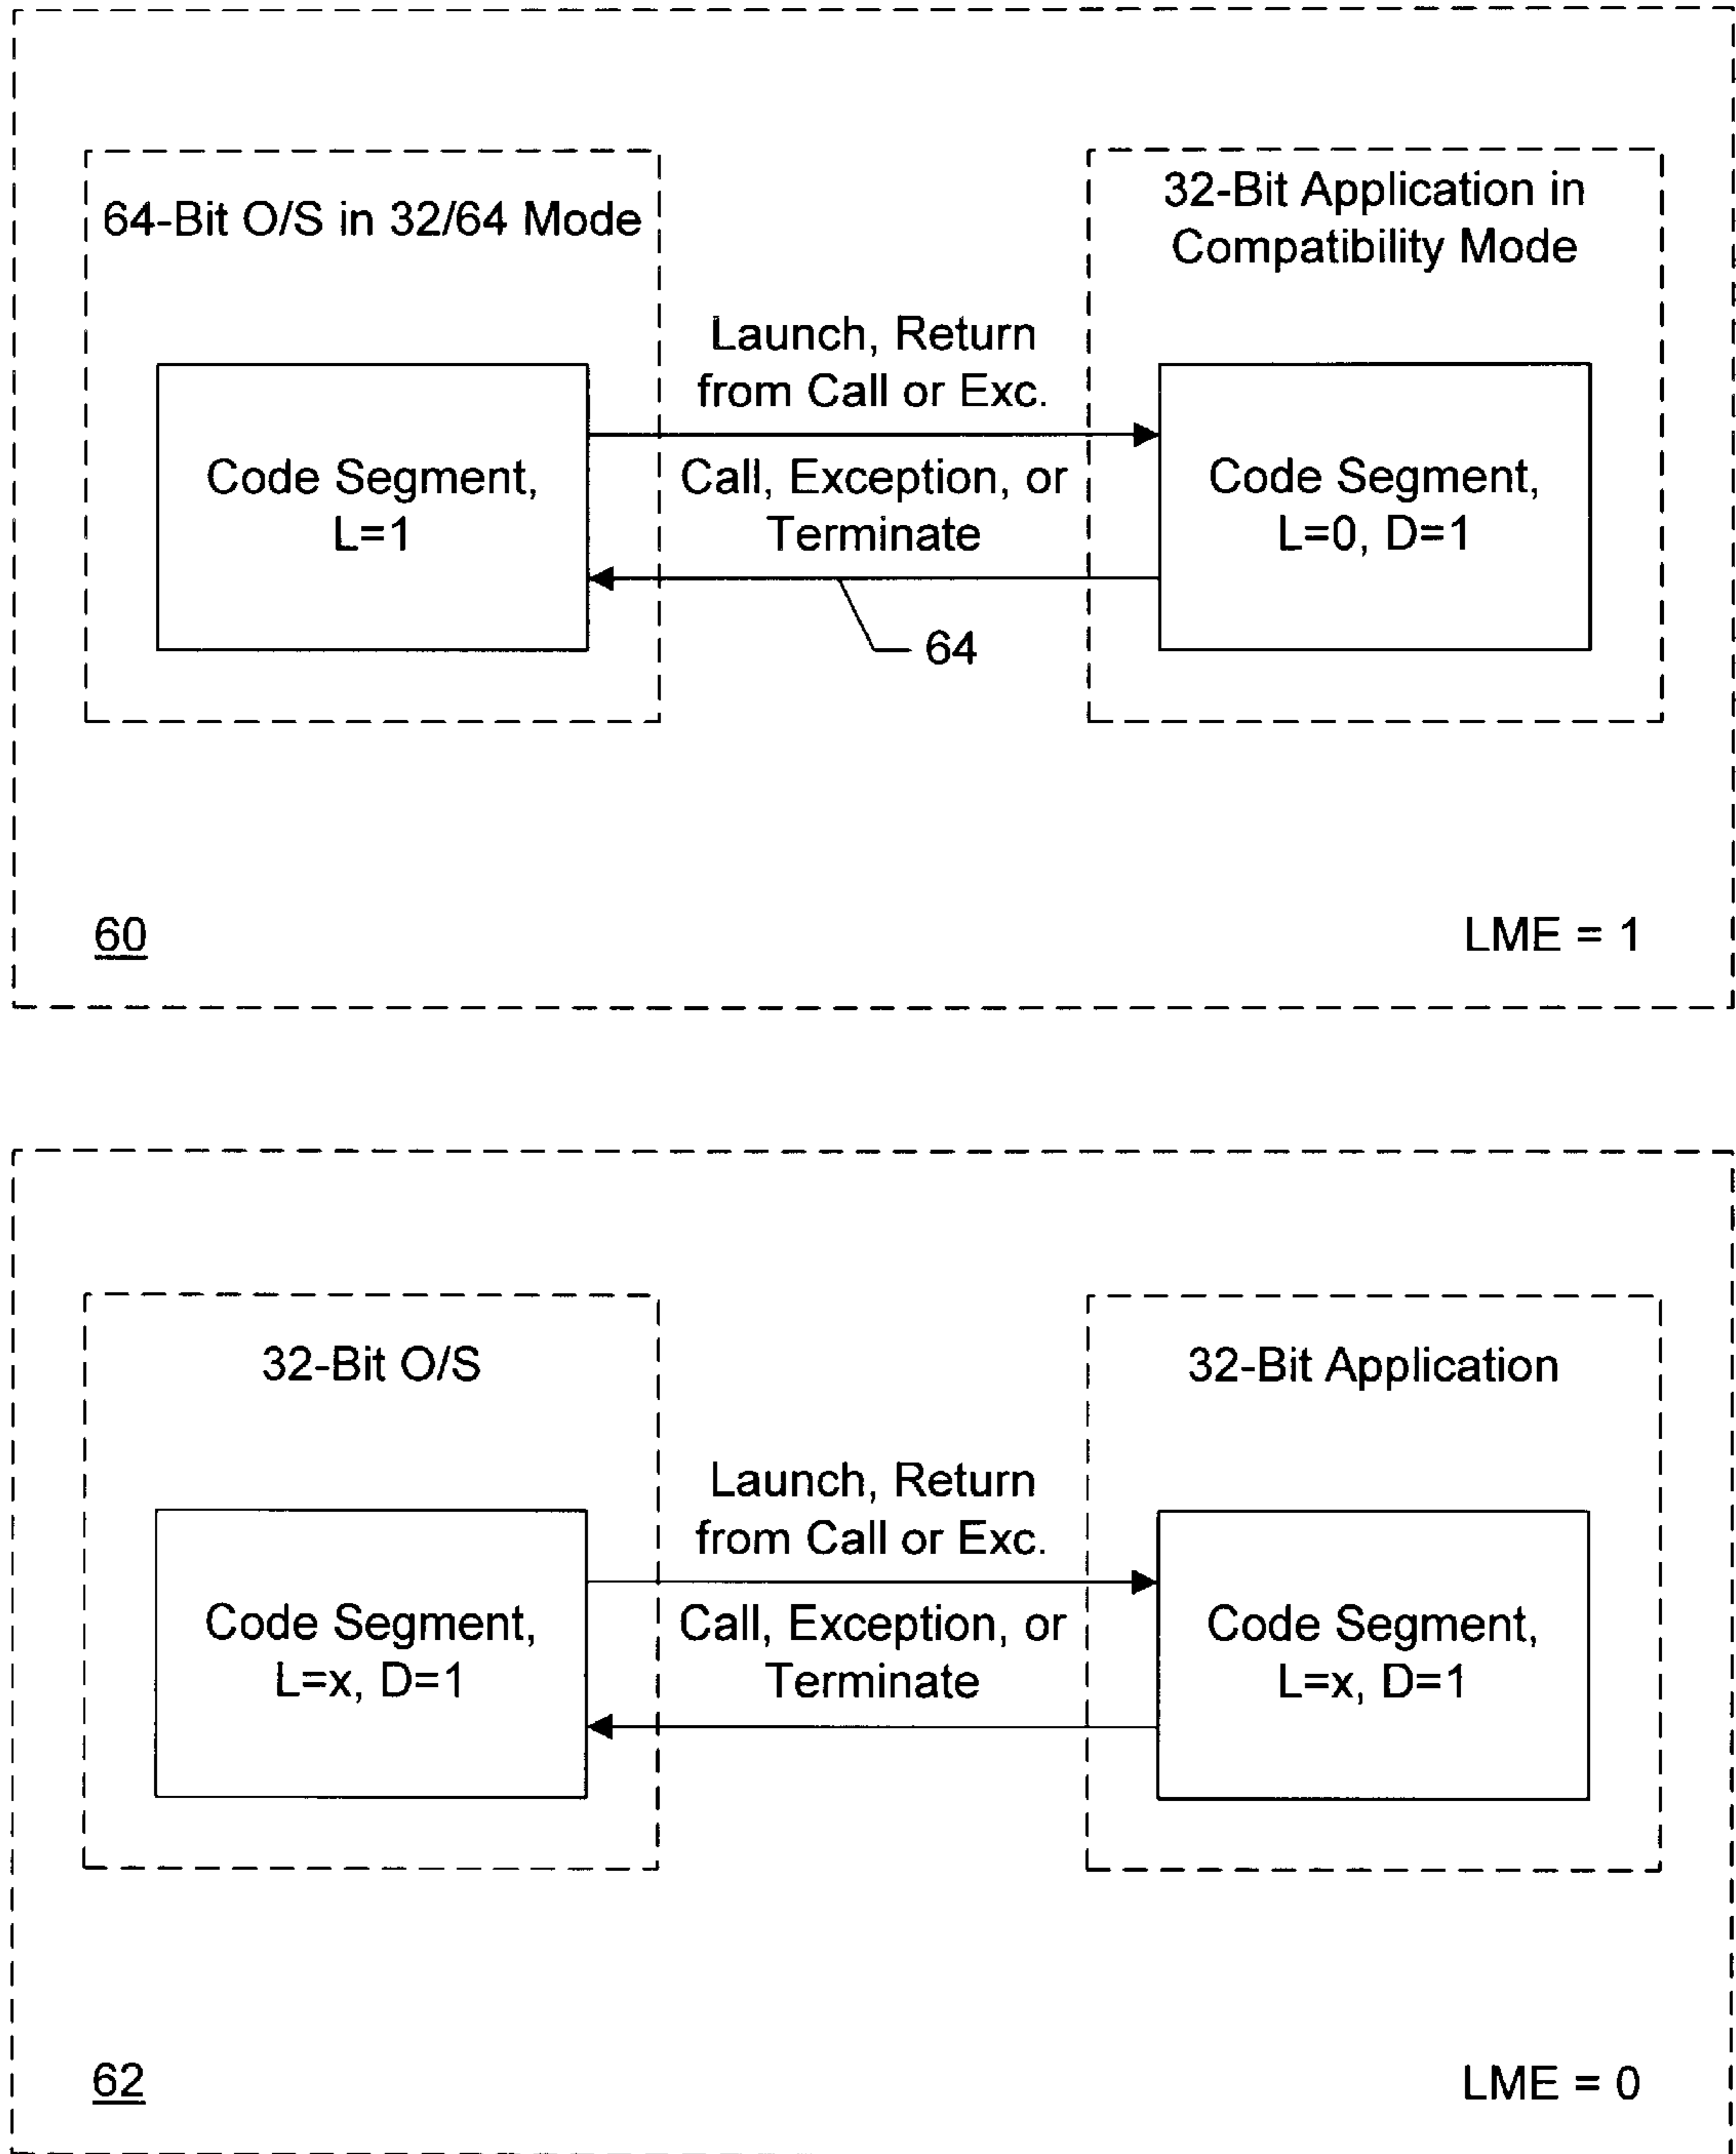 64-Bit O/S in 32/64 Mode
32-Bit Application in
Compatibility Mode
Launch, Return
from Call or Exc.
Code Segment,
L=1
Call, Exception, or
Terminate
Code Segment,
L=0, D=1
64
60
LME = 1
32-Bit O/S
32-Bit Application
Launch, Return
from Call or Exc.
Code Segment,
L=x, D=1
Call, Exception, or
Terminate
Code Segment,
L=x, D=1
62
LME = 0